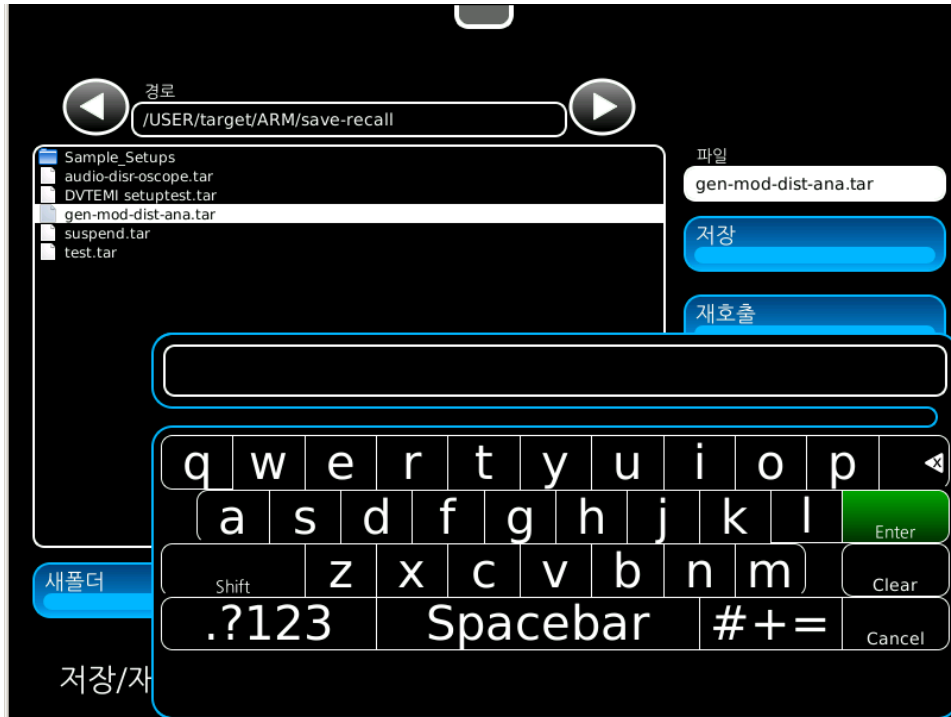 경로
/USER/target/ARM/save-recall
Sample_Setups
audio-disr-oscope.tar
DVTEMI setuptest.tar
gen-mod-dist-ana.tar
suspend.tar
test.tar
파일
gen-mod-dist-ana.tar
저장
재호출
q w e r t y u i o p x
a s d f g h j k l Enter
Shift z x c v b n m Clear
.?123 Spacebar #+= Cancel
새폴더
저장/재